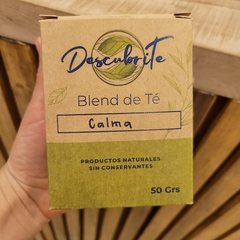 Descubrite
Blend de Té
Calma
PRODUCTOS NATURALES
SIN CONSERVANTES
50 Grs